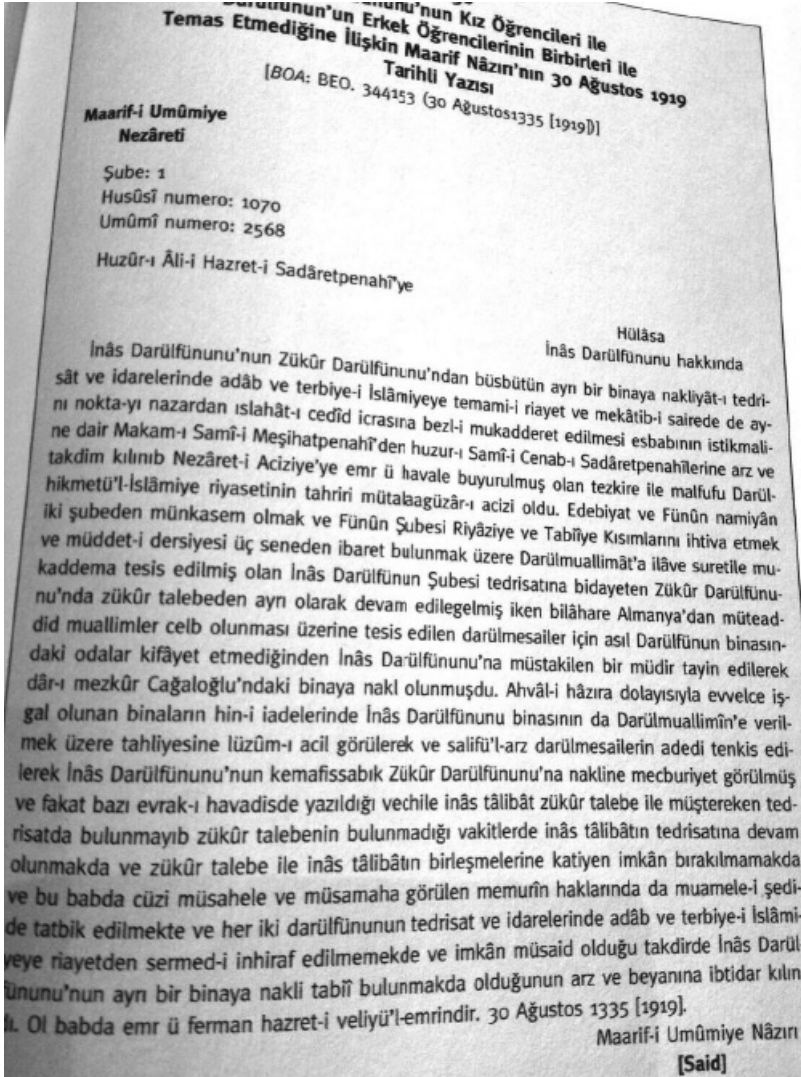 Darülfünunu'nun Kız Öğrencileri ile
Darülfünun'un Erkek Öğrencilerinin Birbirleri ile
Temas Etmediğine İlişkin Maarif Nâzırı'nın 30 Ağustos 1919
Tarihli Yazısı
[BOA: BEO. 344153 (30 Ağustos1335 [1919])]
Maarif-i Umûmiye
Nezâreti
Şube: 1
Husûsî numero: 1070
Umûmî numero: 2568
Huzûr-ı Âli-i Hazret-i Sadâretpenahî'ye
Hülâsa
İnâs Darülfünunu hakkında
İnâs Darülfünunu'nun Zükûr Darülfünunu'ndan büsbütün ayrı bir binaya nakliyât-ı tedri-
sât ve idarelerinde adâb ve terbiye-i İslâmiyeye temami-i riayet ve mekâtib-i sairede de ay-
nı nokta-yı nazardan ıslahât-ı cedîd icrasına bezl-i mukadderet edilmesi esbabının istikmali-
ne dair Makam-ı Samî-i Meşihatpenahî'den huzur-ı Samî-i Cenab-ı Sadâretpenahîlerine arz ve
takdim kılınıb Nezâret-i Aciziye'ye emr ü havale buyurulmuş olan tezkire ile malfufu Darül-
hikmetü'l-İslâmiye riyasetinin tahriri mütalaagüzâr-ı acizi oldu. Edebiyat ve Fünûn namiyân
iki şubeden münkasem olmak ve Fünûn Şubesi Riyâziye ve Tabiîye Kısımlarını ihtiva etmek
ve müddet-i dersiyesi üç seneden ibaret bulunmak üzere Darülmuallimât'a ilâve suretile mu-
kaddema tesis edilmiş olan İnâs Darülfünun Şubesi tedrisatına bidayeten Zükûr Darülfünu-
nu'nda zükûr talebeden ayrı olarak devam edilegelmiş iken bilâhare Almanya'dan mütead-
did muallimler celb olunması üzerine tesis edilen darülmesailer için asıl Darülfünun binasın-
daki odalar kifâyet etmediğinden İnâs Darülfünunu'na müstakilen bir müdir tayin edilerek
dâr-ı mezkûr Cağaloğlu'ndaki binaya nakl olunmuşdu. Ahvâl-i hâzıra dolayısıyla evvelce iş-
gal olunan binaların hin-i iadelerinde İnâs Darülfünunu binasının da Darülmuallimîn'e veril-
mek üzere tahliyesine lüzûm-ı acil görülerek ve salifü'l-arz darülmesailerin adedi tenkis edi-
lerek İnâs Darülfünunu'nun kemafissabık Zükûr Darülfünunu'na nakline mecburiyet görülmüş
ve fakat bazı evrak-ı havadisde yazıldığı vechile inâs tâlibât zükûr talebe ile müştereken ted-
risatda bulunmayıb zükûr talebenin bulunmadığı vakitlerde inâs tâlibâtın tedrisatına devam
olunmakda ve zükûr talebe ile inâs tâlibâtın birleşmelerine katiyen imkân bırakılmamakda
ve bu babda cüzi müsahele ve müsamaha görülen memurîn haklarında da muamele-i şedi-
de tatbik edilmekte ve her iki darülfünunun tedrisat ve idarelerinde adâb ve terbiye-i İslâmi-
yeye riayetden sermed-i inhiraf edilmemekde ve imkân müsaid olduğu takdirde İnâs Darül
fünunu'nun ayrı bir binaya nakli tabiî bulunmakda olduğunun arz ve beyanına ibtidar kılın
dı. Ol babda emr ü ferman hazret-i veliyü'l-emrindir. 30 Ağustos 1335 [1919].
Maarif-i Umûmiye Nâzırı
[Said]